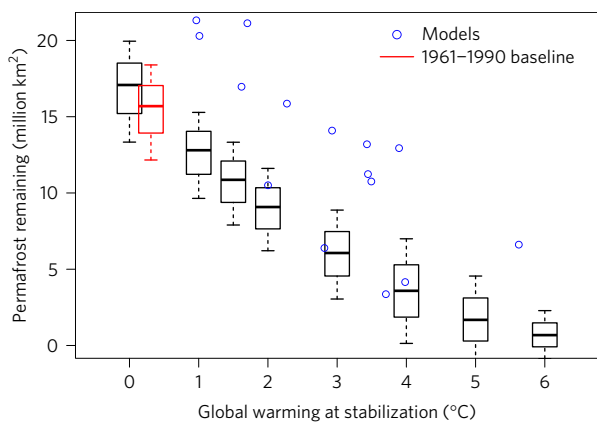 Permafrost remaining (million km²)
20
15
10
5
0
Models
1961–1990 baseline
0 1 2 3 4 5 6
Global warming at stabilization (°C)